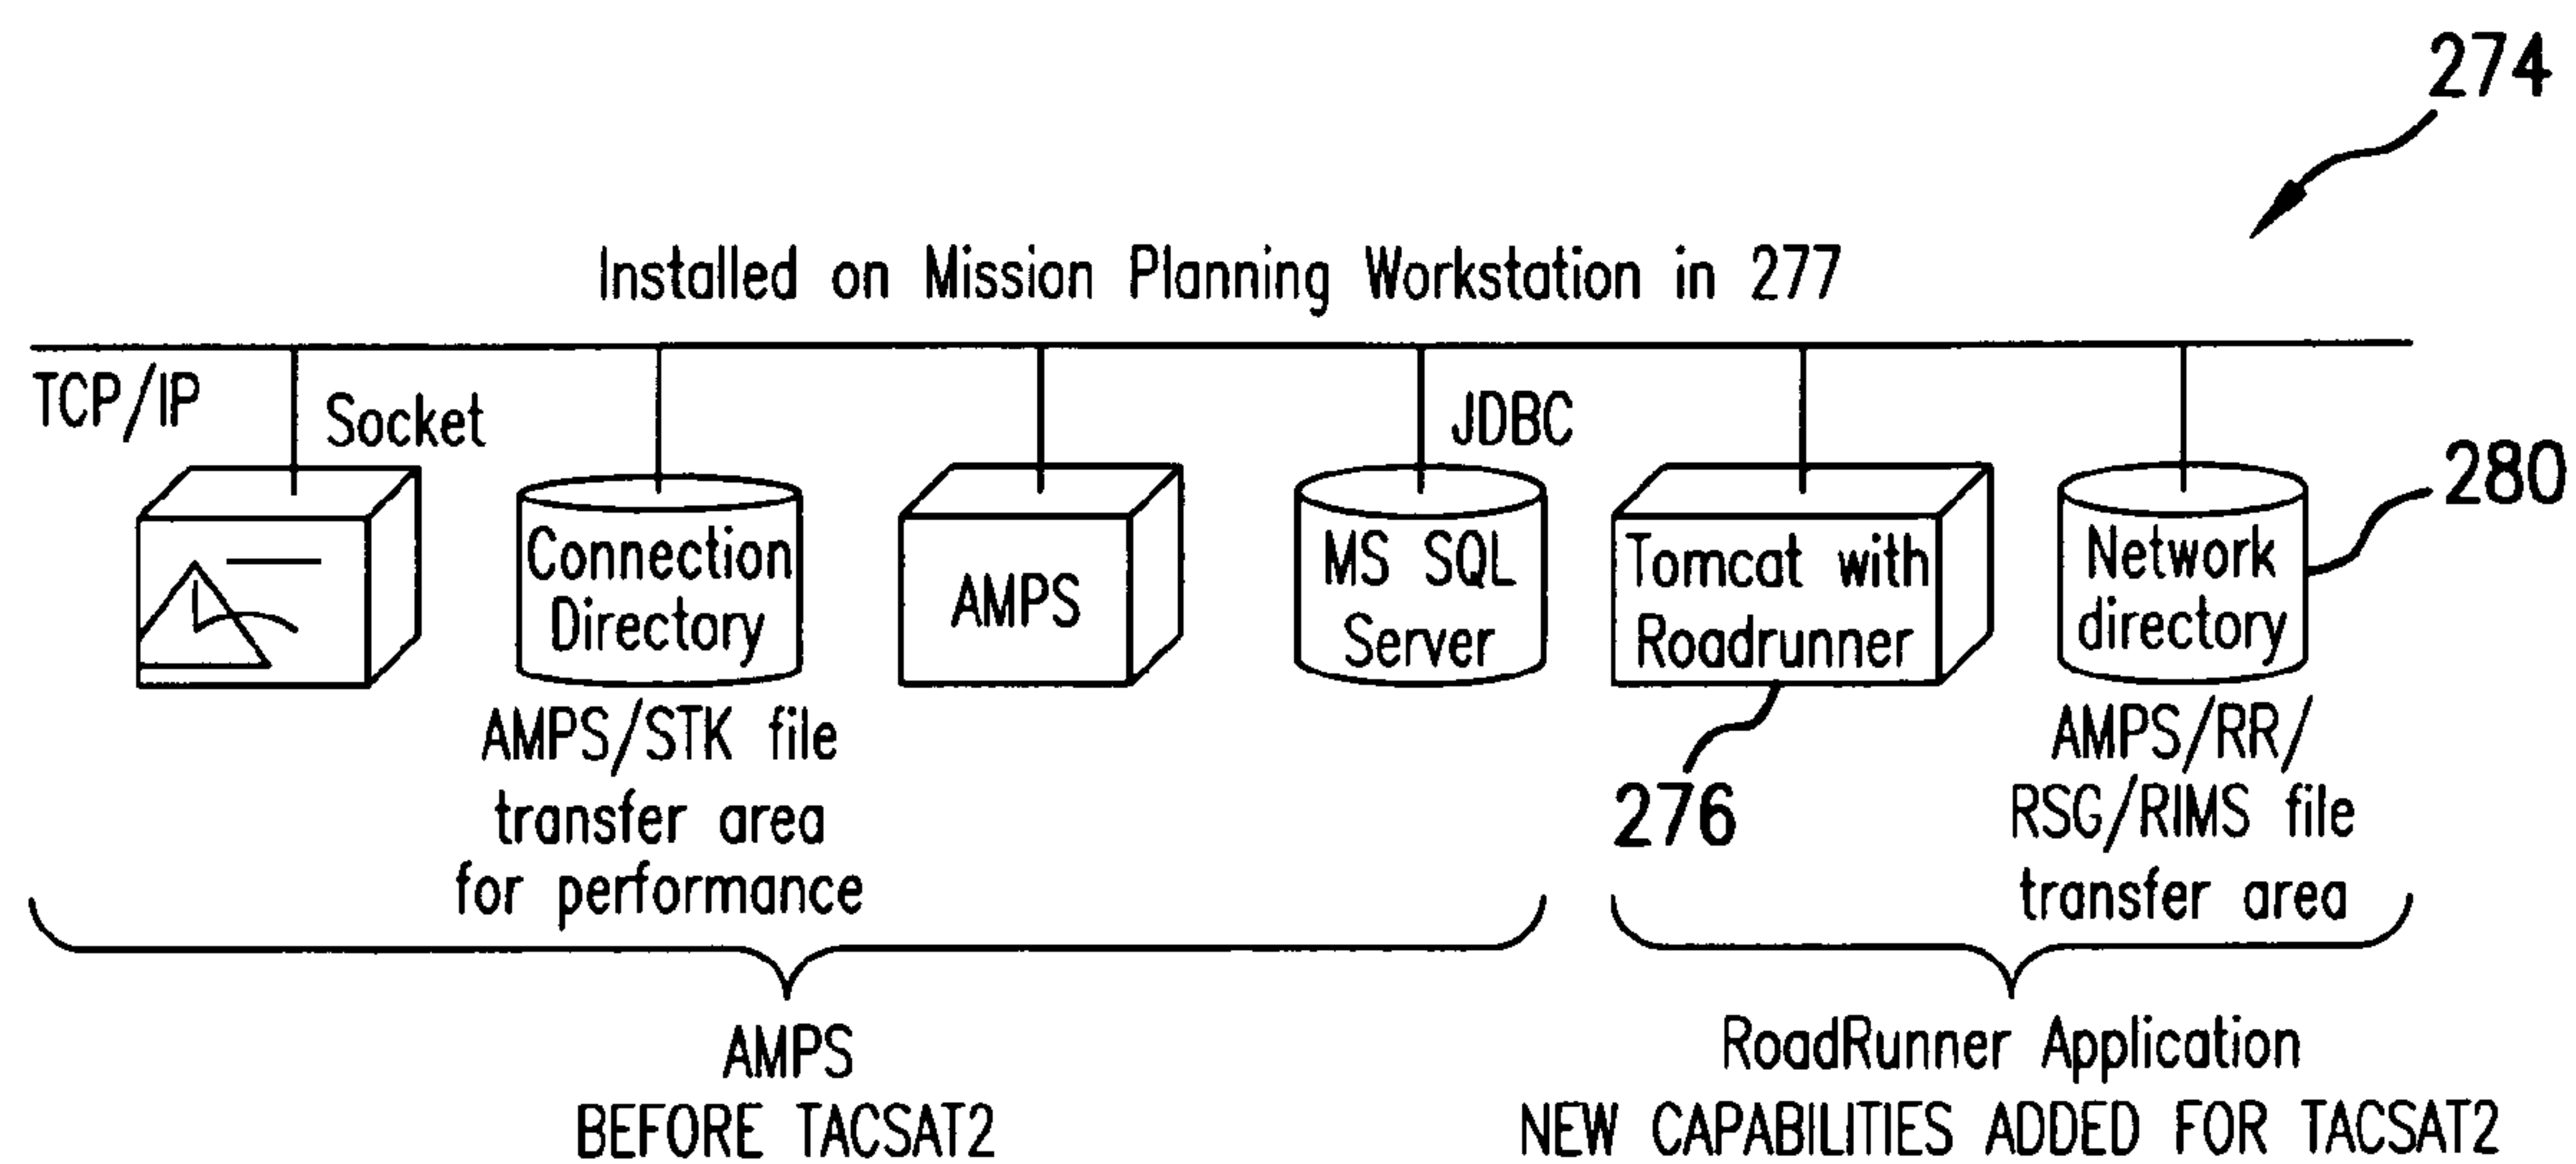 274
Installed on Mission Planning Workstation in 277
TCP/IP
Socket
JDBC
Connection
Directory
AMPS
MS SQL
Server
Tomcat with
Roadrunner
Network
directory
280
AMPS/STK file
transfer area
for performance
276
AMPS/RR/
RSG/RIMS file
transfer area
AMPS
BEFORE TACSAT2
RoadRunner Application
NEW CAPABILITIES ADDED FOR TACSAT2